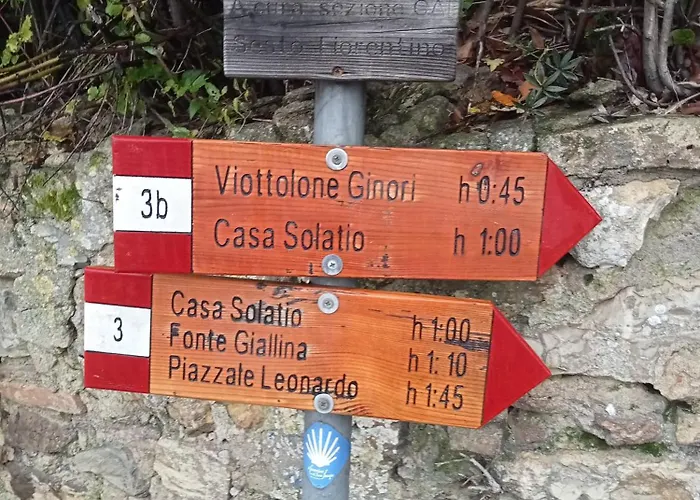 A cura sezione CAI
Sesto Fiorentino
3b
Viottolone Ginori h 0:45
Casa Solatio h 1:00
3
Casa Solatio h 1:00
Fonte Giallina h 1:10
Piazzale Leonardo h 1:45